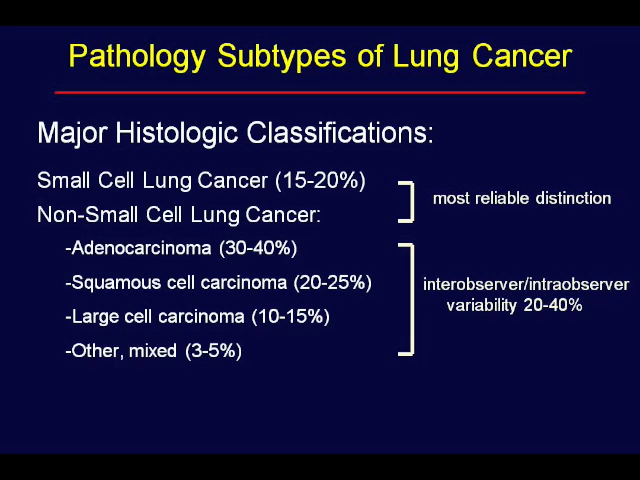 Pathology Subtypes of Lung Cancer
Major Histologic Classifications:
Small Cell Lung Cancer (15-20%)
Non-Small Cell Lung Cancer:
most reliable distinction
-Adenocarcinoma (30-40%)
-Squamous cell carcinoma (20-25%)
-Large cell carcinoma (10-15%)
-Other, mixed (3-5%)
interobserver/intraobserver
variability 20-40%